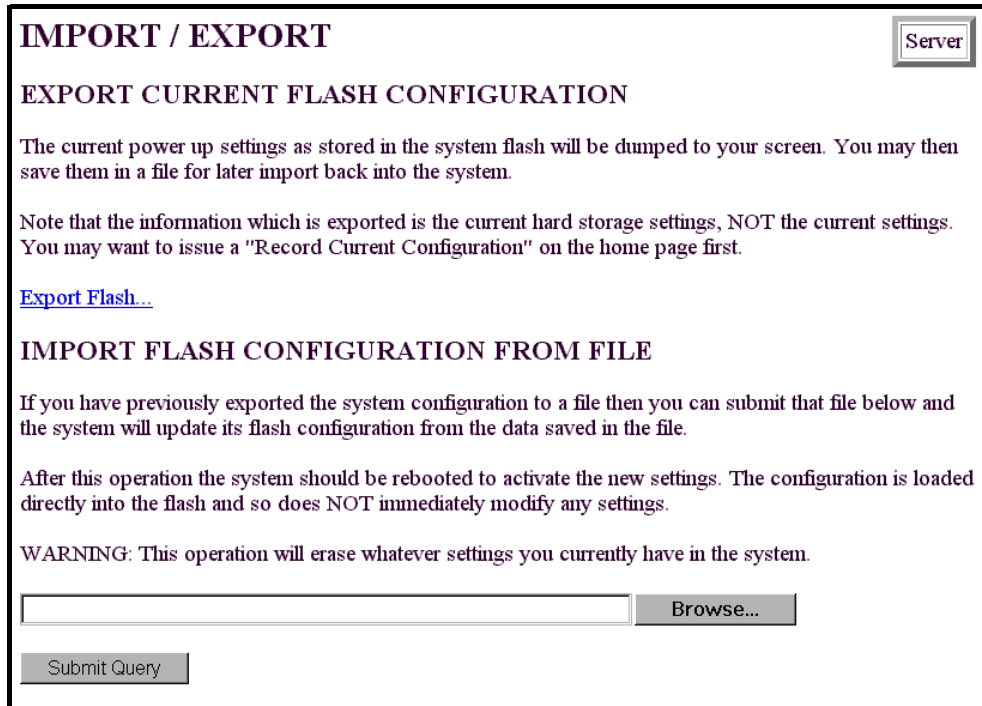 IMPORT / EXPORT
Server
EXPORT CURRENT FLASH CONFIGURATION
The current power up settings as stored in the system flash will be dumped to your screen. You may then
save them in a file for later import back into the system.
Note that the information which is exported is the current hard storage settings, NOT the current settings.
You may want to issue a "Record Current Configuration" on the home page first.
Export Flash...
IMPORT FLASH CONFIGURATION FROM FILE
If you have previously exported the system configuration to a file then you can submit that file below and
the system will update its flash configuration from the data saved in the file.
After this operation the system should be rebooted to activate the new settings. The configuration is loaded
directly into the flash and so does NOT immediately modify any settings.
WARNING: This operation will erase whatever settings you currently have in the system.
Browse...
Submit Query